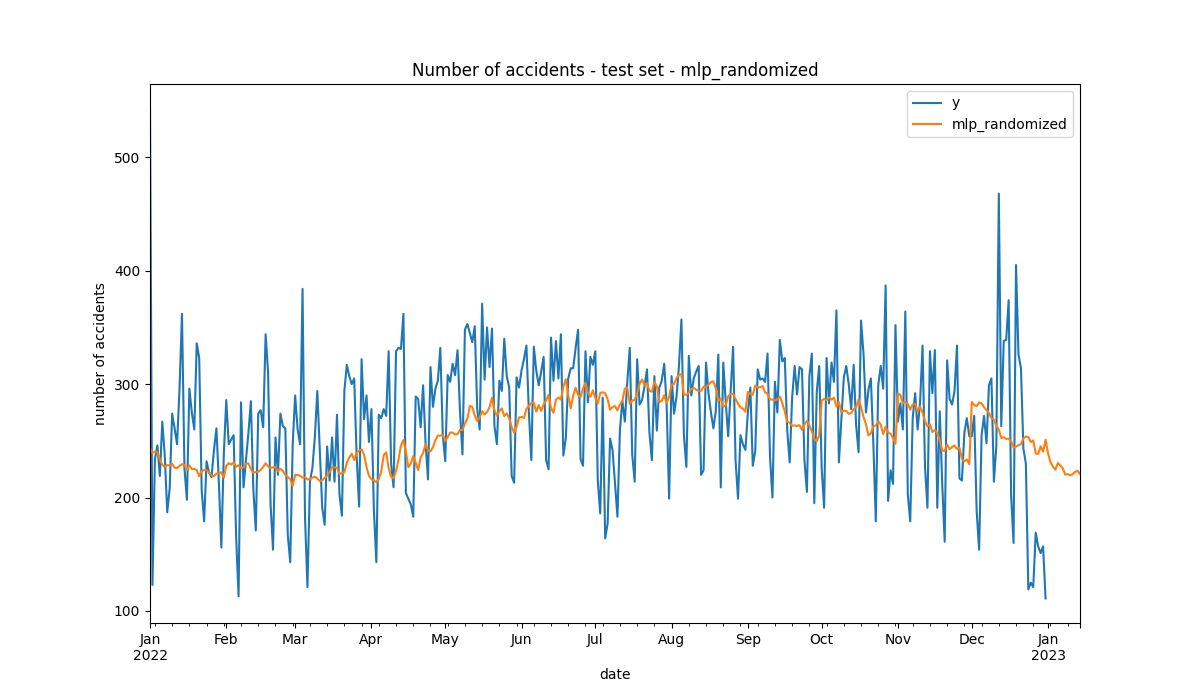 Number of accidents - test set - mlp_randomized
y
mlp_randomized
500
400
300
200
100
number of accidents
Jan Feb Mar Apr May Jun Jul Aug Sep Oct Nov Dec Jan
2022 2023
date